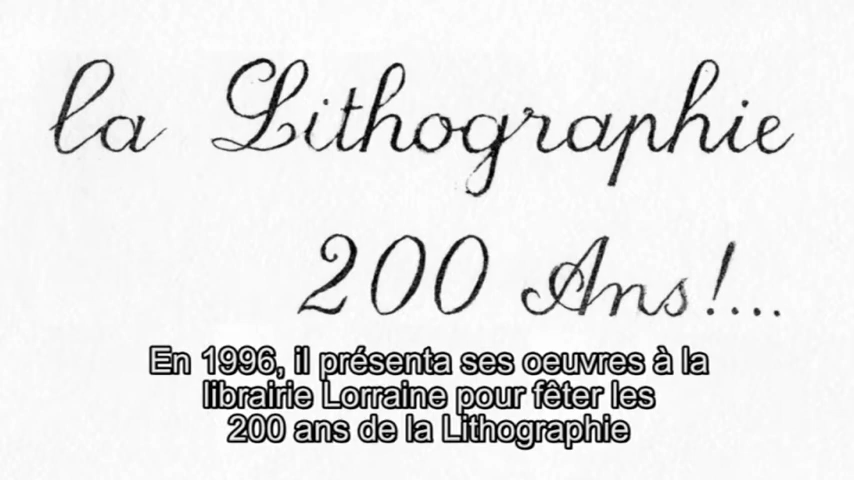 la Lithographie
200 Ans!...
En 1996, il présenta ses oeuvres à la
librairie Lorraine pour fêter les
200 ans de la Lithographie